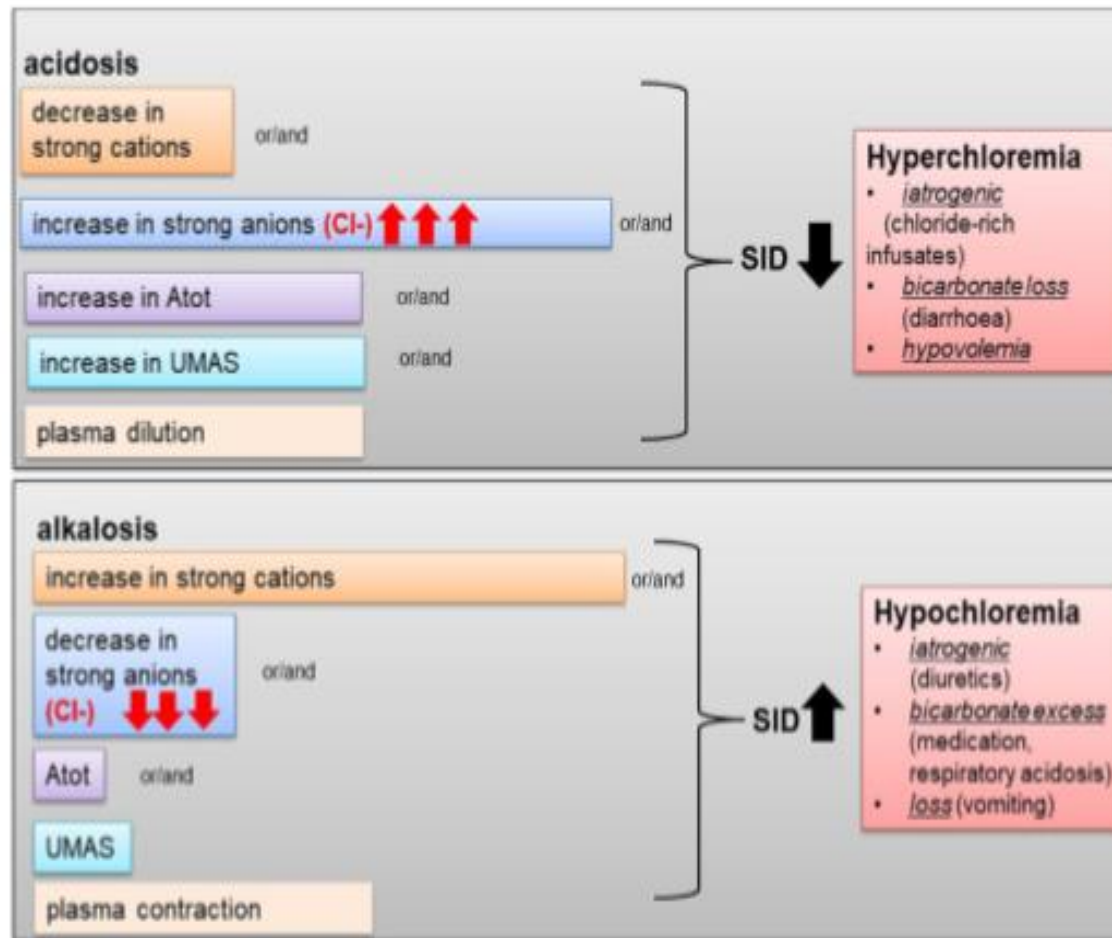 acidosis
decrease in
strong cations
or/and
increase in strong anions (Cl-)
or/and
increase in Atot
or/and
increase in UMAS
or/and
plasma dilution
SID
Hyperchloremia
• iatrogenic
(chloride-rich
infusates)
• bicarbonate loss
(diarrhoea)
• hypovolemia
alkalosis
increase in strong cations
or/and
decrease in
strong anions
(Cl-)
or/and
Atot
or/and
UMAS
plasma contraction
SID
Hypochloremia
• iatrogenic
(diuretics)
• bicarbonate excess
(medication,
respiratory acidosis)
• loss (vomiting)